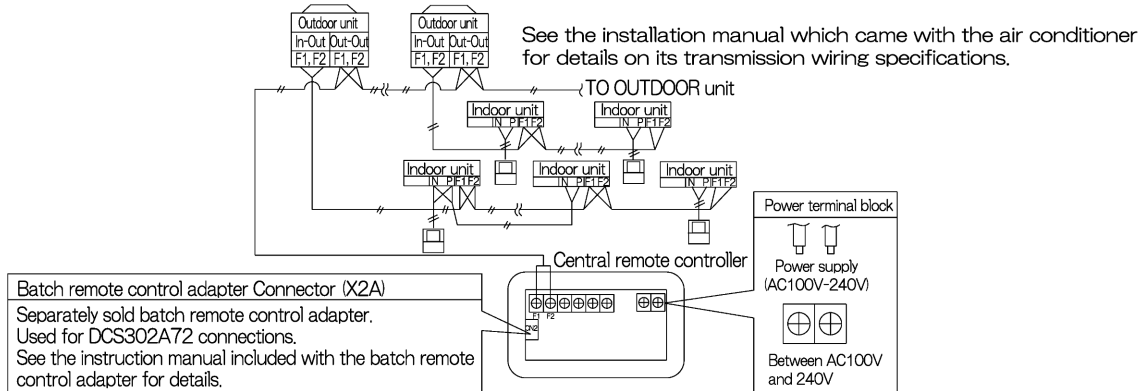 Outdoor unit
In-Out Out-Out
F1, F2 F1, F2
Outdoor unit
In-Out Out-Out
F1, F2 F1, F2
See the installation manual which came with the air conditioner
for details on its transmission wiring specifications.
TO OUTDOOR unit
Indoor unit
IN P F1 F2
Indoor unit
IN P F1 F2
Indoor unit
IN P F1 F2
Indoor unit
IN P F1 F2
Indoor unit
IN P F1 F2
Central remote controller
F1 F2
CN2
Power terminal block
Power supply
(AC100V-240V)
Between AC100V
and 240V
Batch remote control adapter Connector (X2A)
Separately sold batch remote control adapter.
Used for DCS302A72 connections.
See the instruction manual included with the batch remote
control adapter for details.